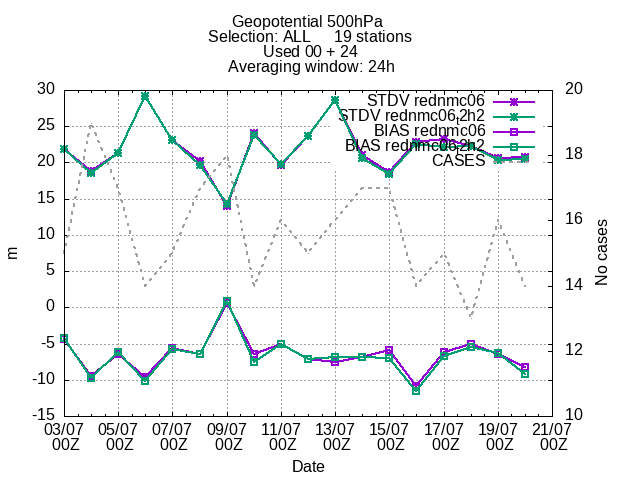 Geopotential 500hPa
Selection: ALL 19 stations
Used 00 + 24
Averaging window: 24h
30 25 20 15 10 5 0 -5 -10 -15
m
STDV rednmc06
STDV rednmc06_2h2
BIAS rednmc06
BIAS rednmc06_2h2
CASES
20 18 16 14 12 10
No cases
03/07 05/07 07/07 09/07 11/07 13/07 15/07 17/07 19/07 21/07
00Z 00Z 00Z 00Z 00Z 00Z 00Z 00Z 00Z 00Z
Date